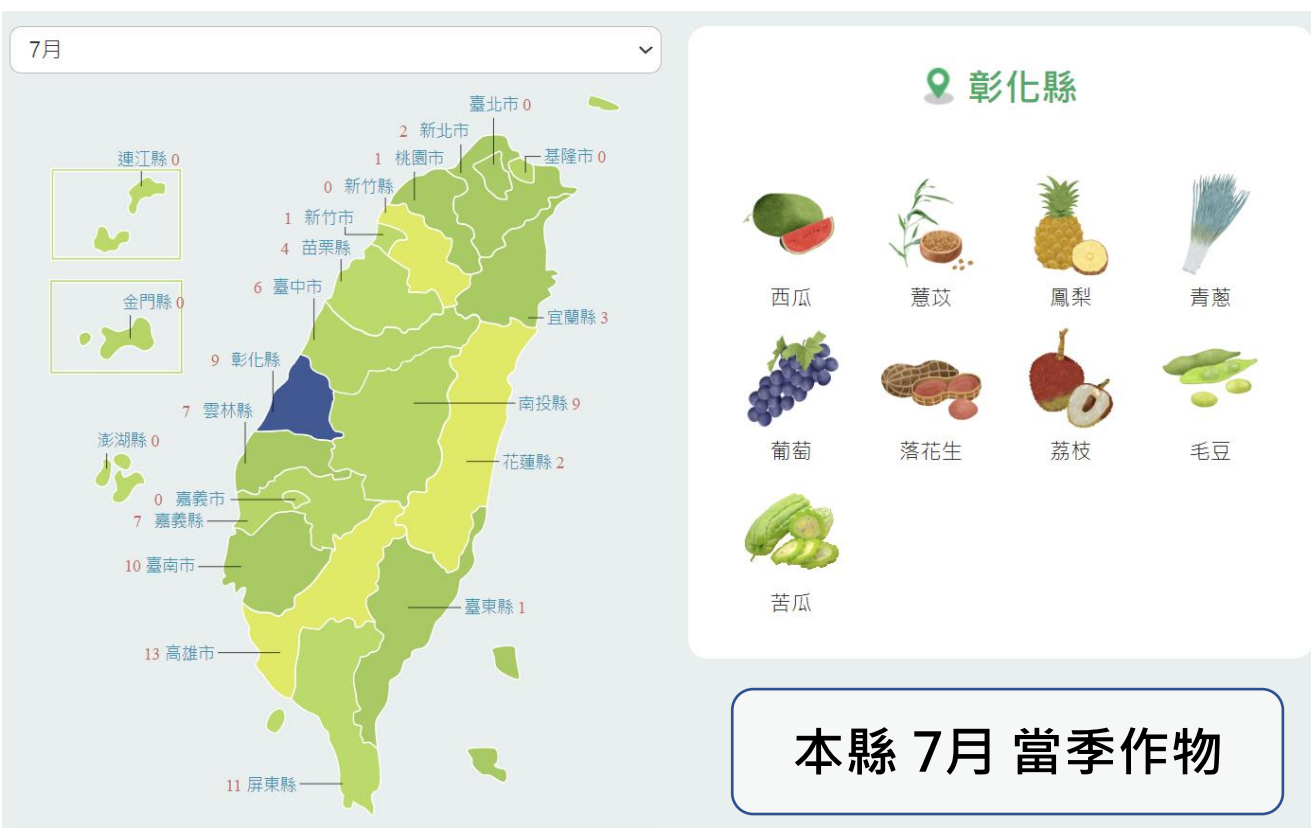 7月
臺北市 0
2 新北市
連江縣 0
1 桃園市
基隆市 0
0 新竹縣
1 新竹市
4 苗栗縣
6 臺中市
金門縣 0
宜蘭縣 3
9 彰化縣
7 雲林縣
南投縣 9
澎湖縣 0
花蓮縣 2
0 嘉義市
7 嘉義縣
10 臺南市
臺東縣 1
13 高雄市
11 屏東縣
彰化縣
西瓜 薏苡 鳳梨 青蔥
葡萄 落花生 荔枝 毛豆
苦瓜
本縣 7月 當季作物